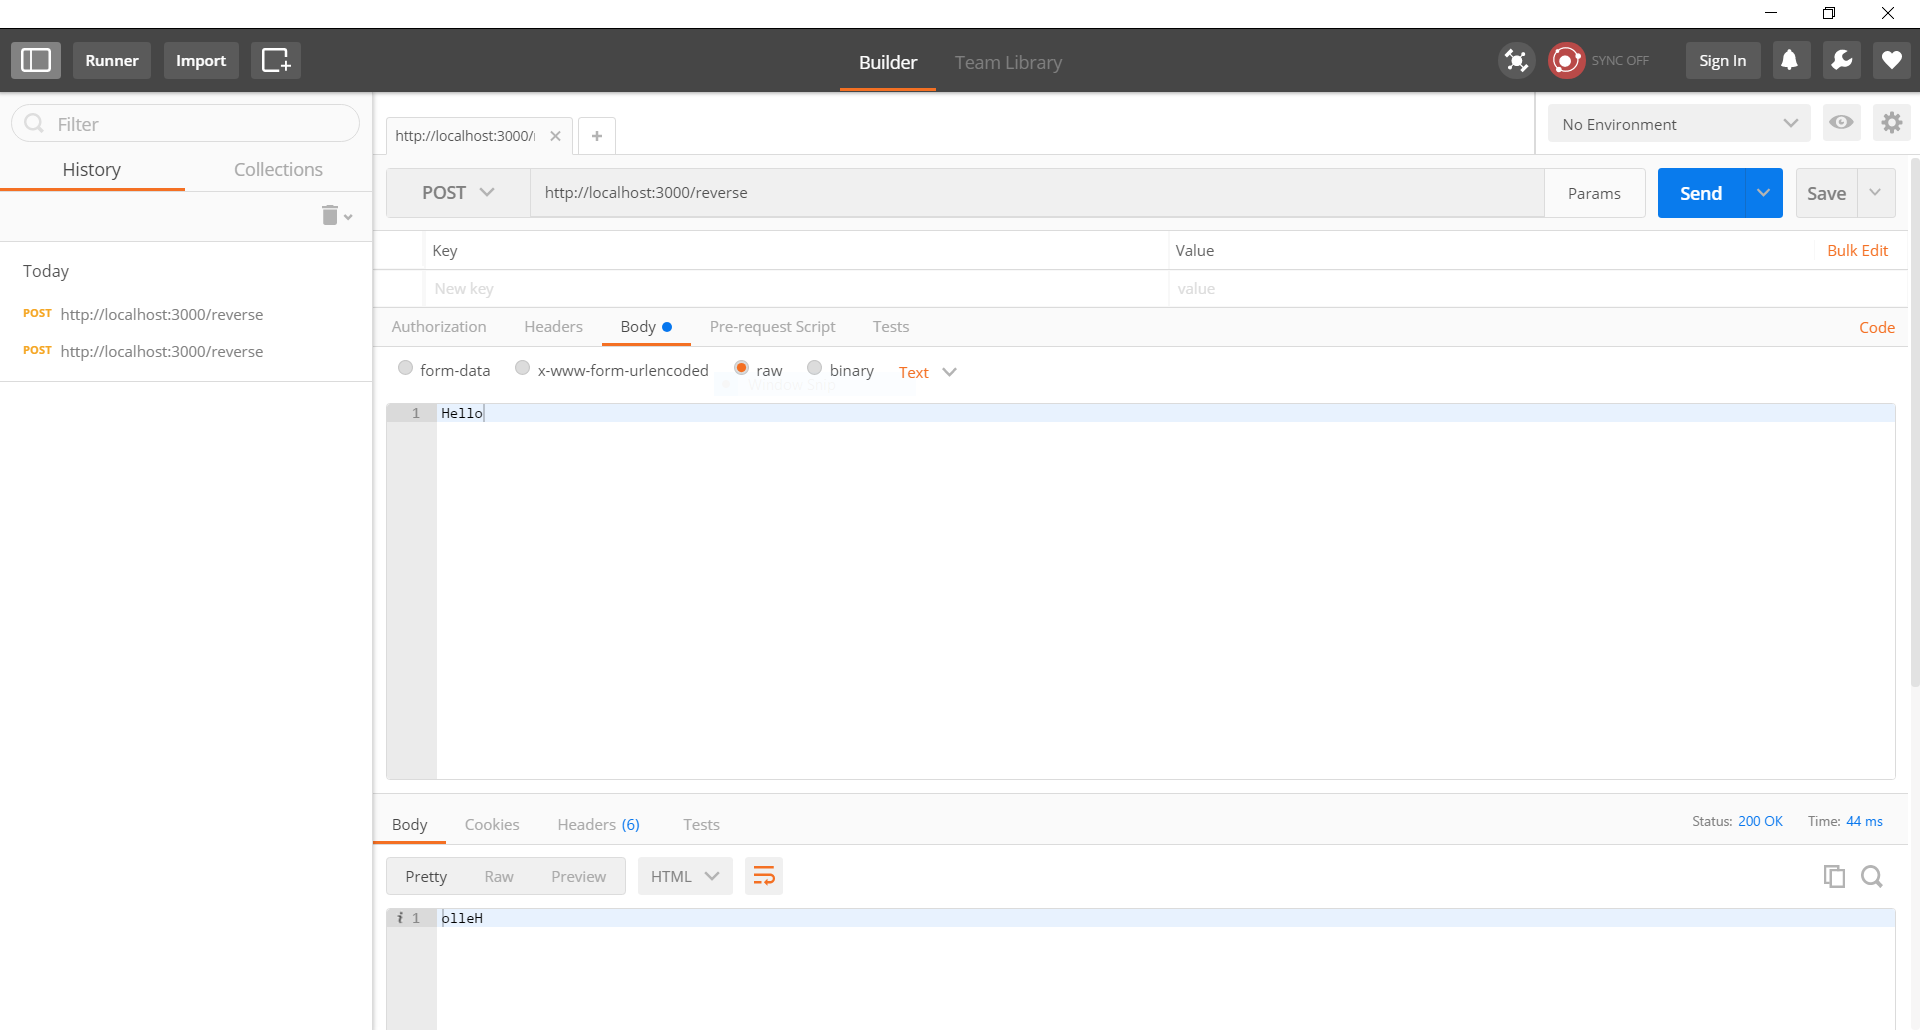 Runner Import Builder Team Library SYNC OFF Sign In
Filter
http://localhost:3000/ No Environment
History Collections
POST http://localhost:3000/reverse Params Send Save
Key Value Bulk Edit
New key value
Today
POST http://localhost:3000/reverse
POST http://localhost:3000/reverse
Authorization Headers Body Pre-request Script Tests Code
form-data x-www-form-urlencoded raw binary Text
Window Snip
1 Hello
Body Cookies Headers (6) Tests Status: 200 OK Time: 44 ms
Pretty Raw Preview HTML
i 1 olleH